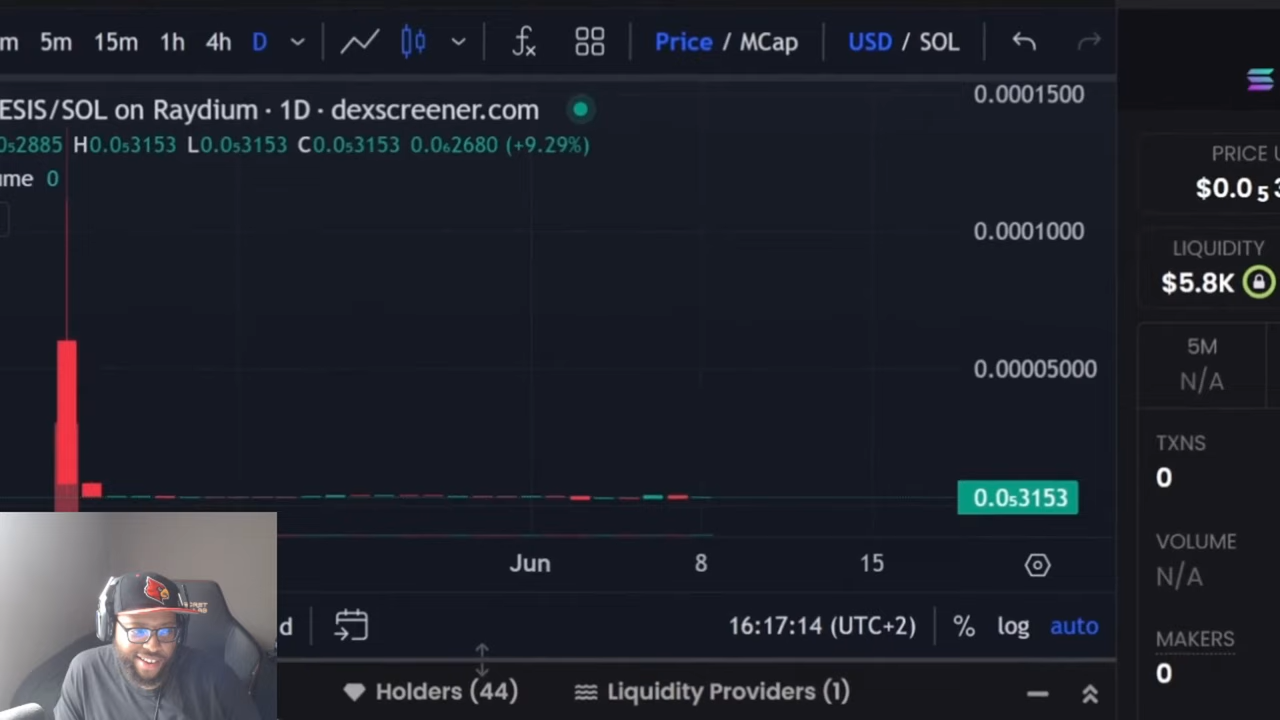 m 5m 15m 1h 4h D Price / MCap USD / SOL
ESIS/SOL on Raydium · 1D · dexscreener.com
0₅2885 H0.0₅3153 L0.0₅3153 C0.0₅3153 0.0₆2680 (+9.29%)
ume 0
0.0001500
0.0001000
0.00005000
0.0₅3153
Jun 8 15
d 16:17:14 (UTC+2) % log auto
Holders (44) Liquidity Providers (1)
PRICE U
$0.0₅3
LIQUIDITY
$5.8K
5M
N/A
TXNS
0
VOLUME
N/A
MAKERS
0